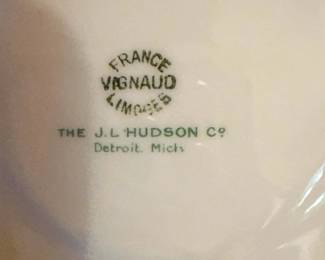 FRANCE
VIGNAUD
LIMOGES
THE J.L HUDSON Cº
Detroit. Mich